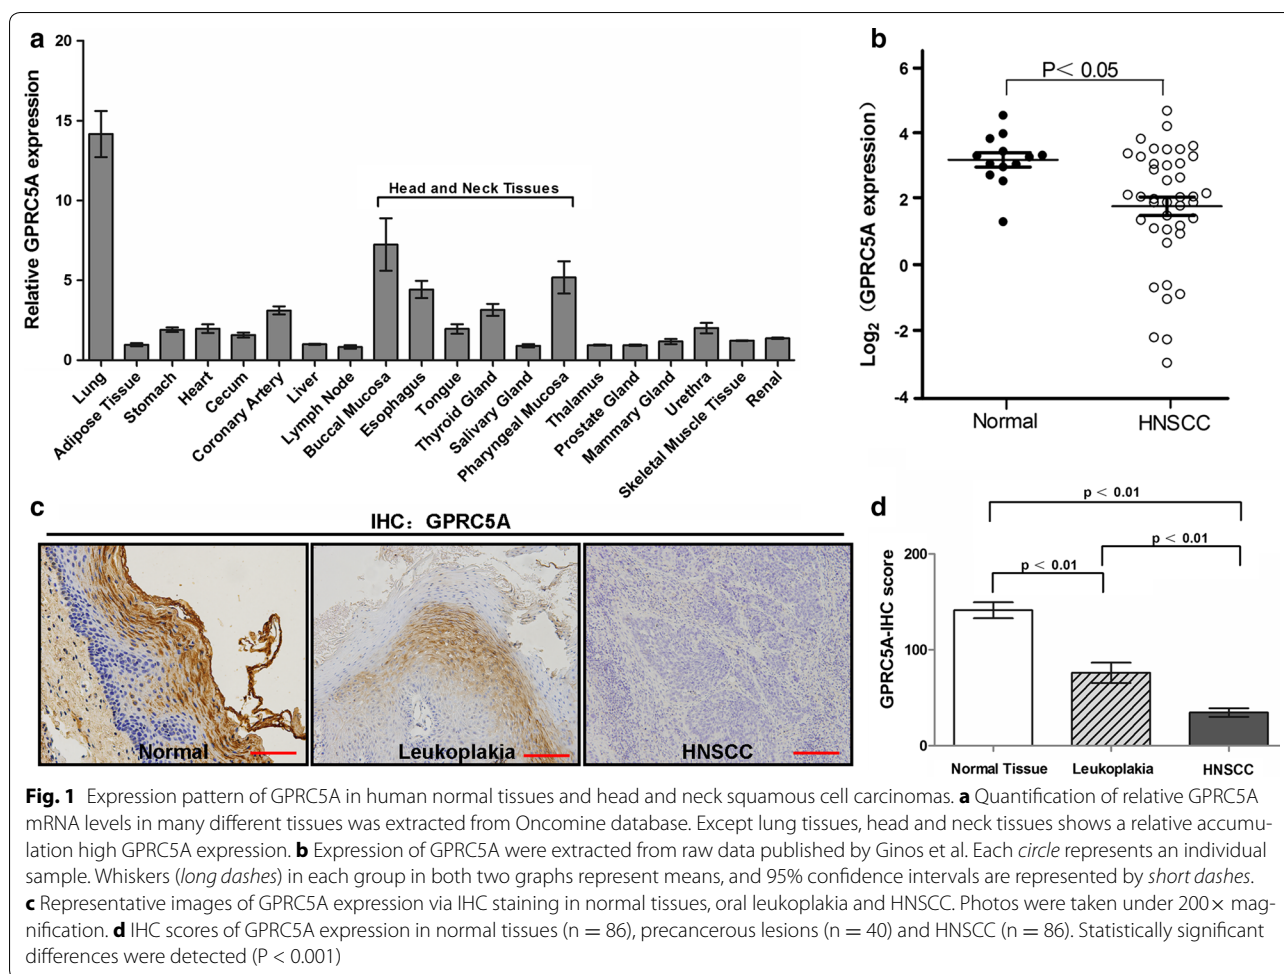 a
20
15
10
5
0
Relative GPRC5A expression
Head and Neck Tissues
Lung
Adipose Tissue
Stomach
Heart
Cecum
Coronary Artery
Liver
Lymph Node
Buccal Mucosa
Esophagus
Tongue
Thyroid Gland
Salivary Gland
Pharyngeal Mucosa
Thalamus
Prostate Gland
Mammary Gland
Urethra
Skeletal Muscle Tissue
Renal
b
P< 0.05
6
4
2
0
-2
-4
Log₂ (GPRC5A expression)
Normal
HNSCC
c
IHC: GPRC5A
Normal
Leukoplakia
HNSCC
d
p < 0.01
p < 0.01
p < 0.01
200
100
0
GPRC5A-IHC score
Normal Tissue
Leukoplakia
HNSCC
Fig. 1 Expression pattern of GPRC5A in human normal tissues and head and neck squamous cell carcinomas. a Quantification of relative GPRC5A
mRNA levels in many different tissues was extracted from Oncomine database. Except lung tissues, head and neck tissues shows a relative accumu-
lation high GPRC5A expression. b Expression of GPRC5A were extracted from raw data published by Ginos et al. Each circle represents an individual
sample. Whiskers (long dashes) in each group in both two graphs represent means, and 95% confidence intervals are represented by short dashes.
c Representative images of GPRC5A expression via IHC staining in normal tissues, oral leukoplakia and HNSCC. Photos were taken under 200× mag-
nification. d IHC scores of GPRC5A expression in normal tissues (n = 86), precancerous lesions (n = 40) and HNSCC (n = 86). Statistically significant
differences were detected (P < 0.001)